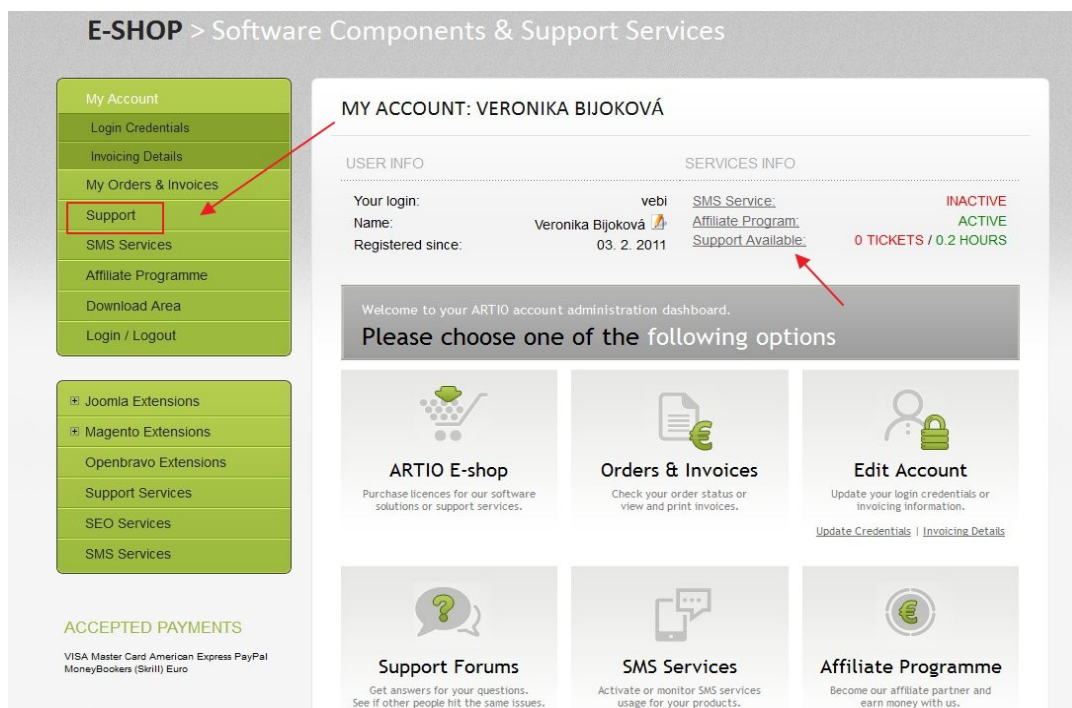 E-SHOP > Software Components & Support Services
My Account
Login Credentials
Invoicing Details
My Orders & Invoices
Support
SMS Services
Affiliate Programme
Download Area
Login / Logout
Joomla Extensions
Magento Extensions
Openbravo Extensions
Support Services
SEO Services
SMS Services
ACCEPTED PAYMENTS
VISA Master Card American Express PayPal
MoneyBookers (Skrill) Euro
MY ACCOUNT: VERONIKA BIJOKOVÁ
USER INFO
Your login: vebi
Name: Veronika Bijoková
Registered since: 03. 2. 2011
SERVICES INFO
SMS Service: INACTIVE
Affiliate Program: ACTIVE
Support Available: 0 TICKETS / 0.2 HOURS
Welcome to your ARTIO account administration dashboard.
Please choose one of the following options
ARTIO E-shop
Purchase licences for our software
solutions or support services.
Orders & Invoices
Check your order status or
view and print invoices.
Edit Account
Update your login credentials or
invoicing information.
Update Credentials | Invoicing Details
Support Forums
Get answers for your questions.
See if other people hit the same issues.
SMS Services
Activate or monitor SMS services
usage for your products.
Affiliate Programme
Become our affiliate partner and
earn money with us.